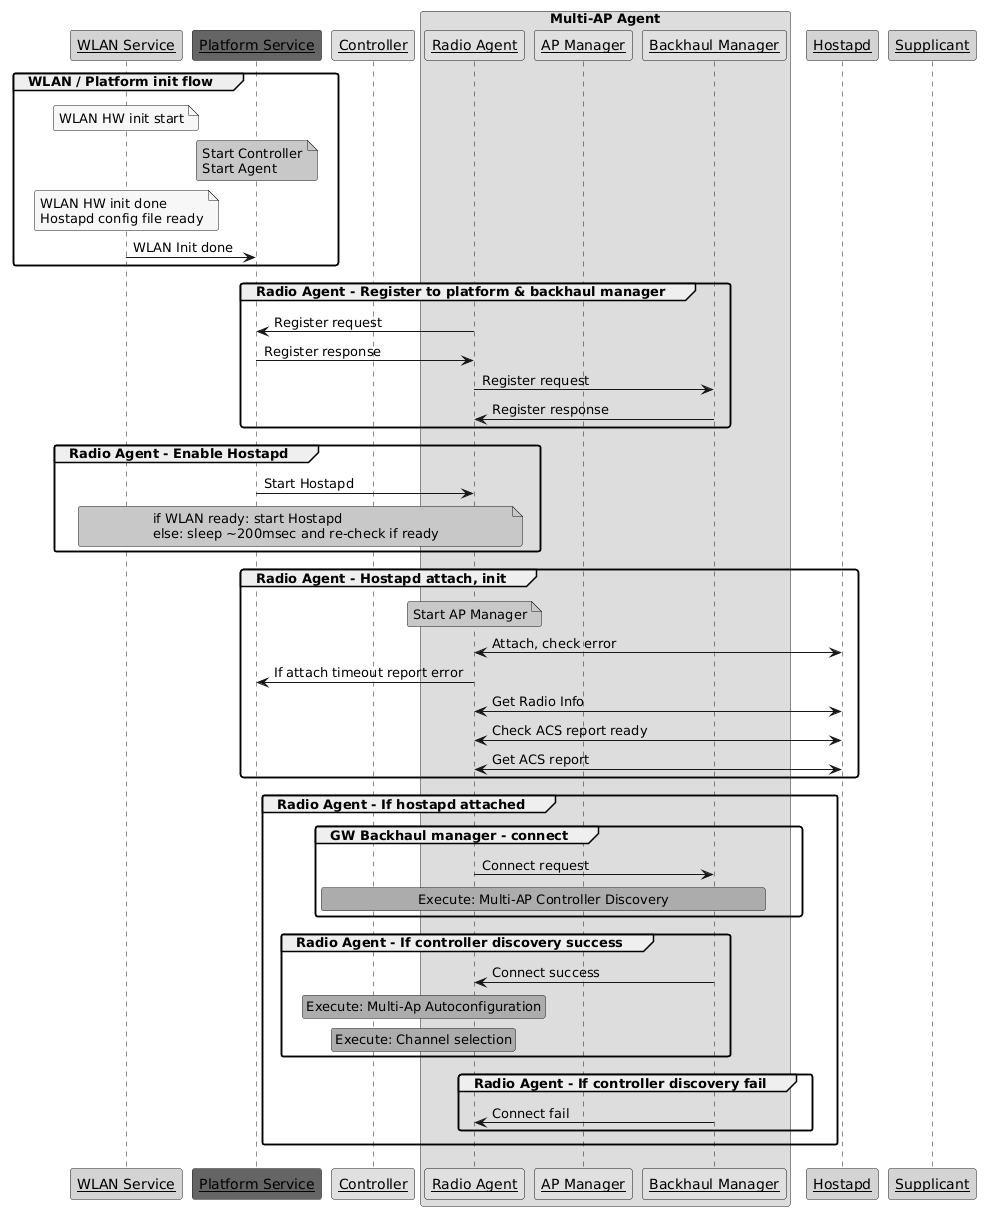 Multi-AP Agent
WLAN Service
Platform Service
Controller
Radio Agent
AP Manager
Backhaul Manager
Hostapd
Supplicant
WLAN / Platform init flow
WLAN HW init start
Start Controller
Start Agent
WLAN HW init done
Hostapd config file ready
WLAN Init done
Radio Agent - Register to platform & backhaul manager
Register request
Register response
Register request
Register response
Radio Agent - Enable Hostapd
Start Hostapd
if WLAN ready: start Hostapd
else: sleep ~200msec and re-check if ready
Radio Agent - Hostapd attach, init
Start AP Manager
Attach, check error
If attach timeout report error
Get Radio Info
Check ACS report ready
Get ACS report
Radio Agent - If hostapd attached
GW Backhaul manager - connect
Connect request
Execute: Multi-AP Controller Discovery
Radio Agent - If controller discovery success
Connect success
Execute: Multi-Ap Autoconfiguration
Execute: Channel selection
Radio Agent - If controller discovery fail
Connect fail
WLAN Service
Platform Service
Controller
Radio Agent
AP Manager
Backhaul Manager
Hostapd
Supplicant